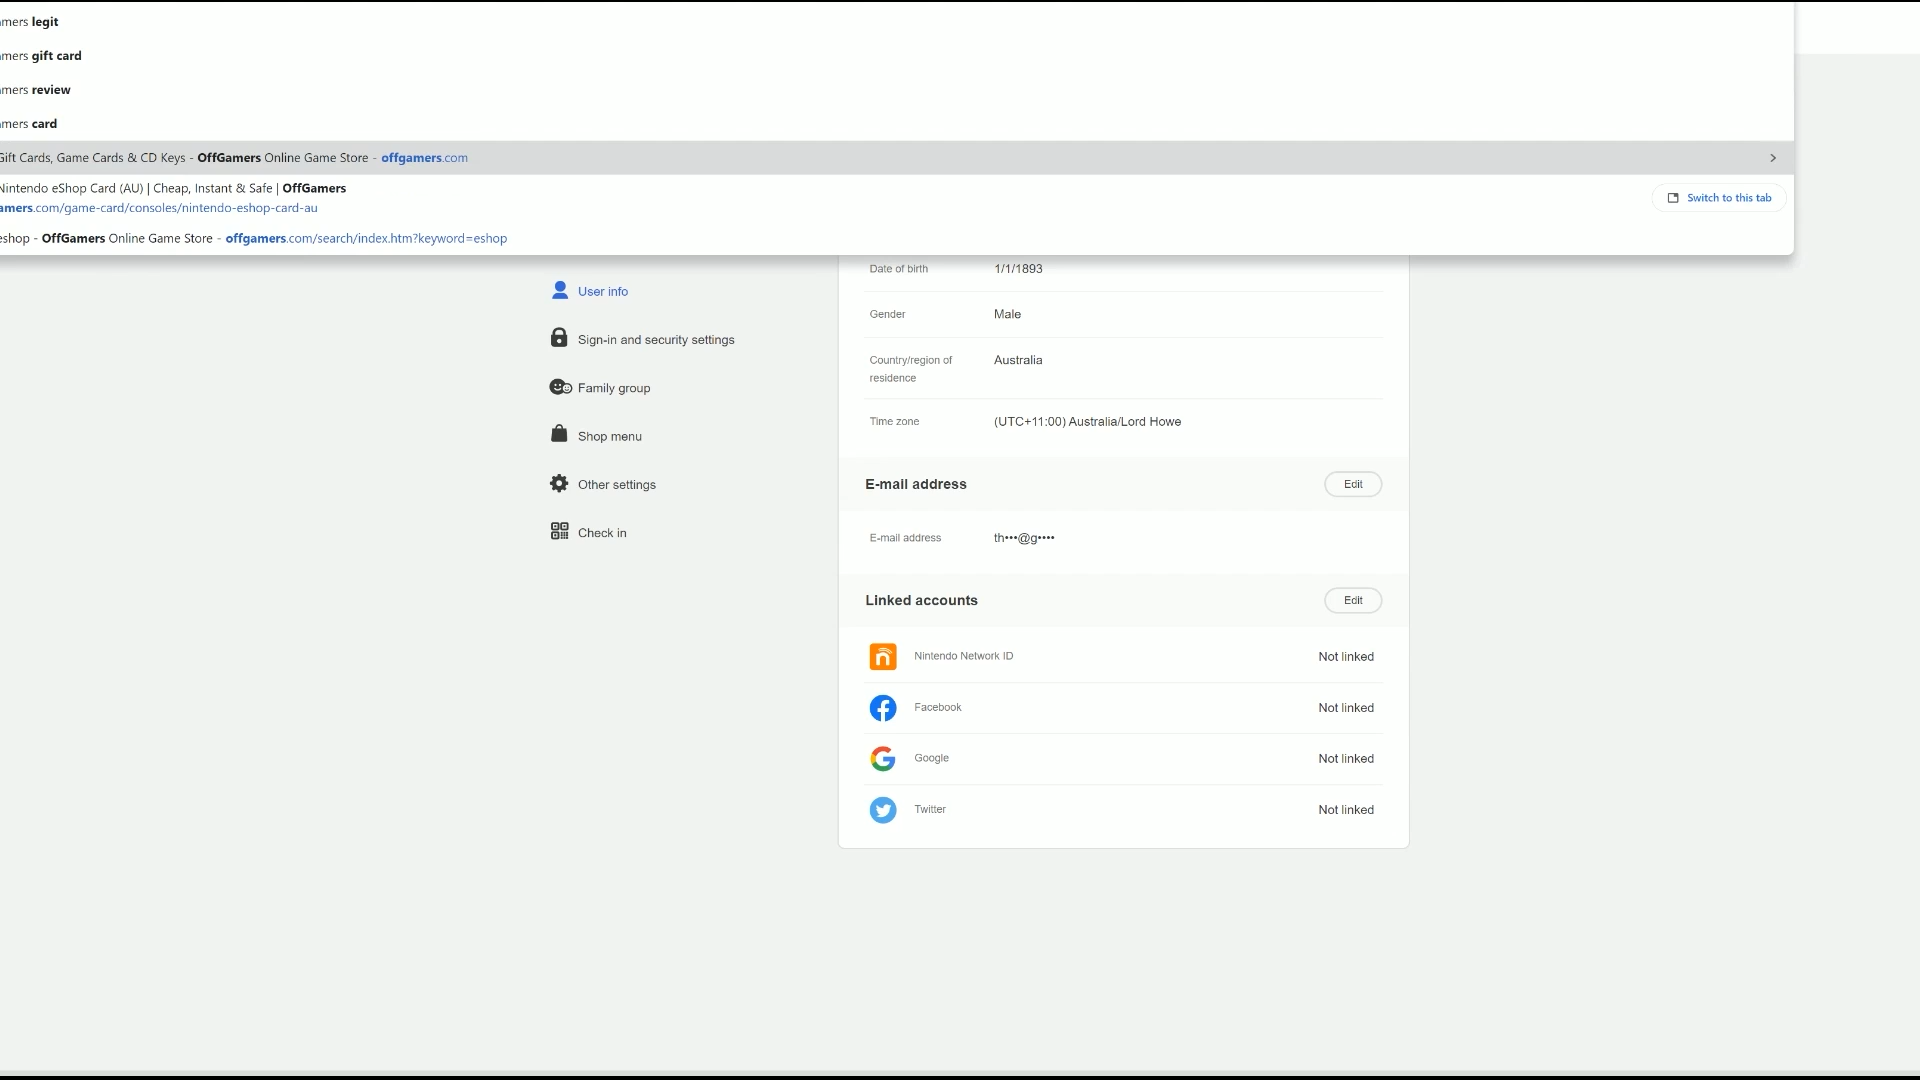 legit
gift card
review
card
Gift Cards, Game Cards & CD Keys - OffGamers Online Game Store - offgamers.com
Nintendo eShop Card (AU) | Cheap, Instant & Safe | OffGamers
amers.com/game-card/consoles/nintendo-eshop-card-au
Switch to this tab
eshop - OffGamers Online Game Store - offgamers.com/search/index.htm?keyword=eshop
User info
Sign-in and security settings
Family group
Shop menu
Other settings
Check in
Date of birth 1/1/1893
Gender Male
Country/region of Australia
residence
Time zone (UTC+11:00) Australia/Lord Howe
E-mail address Edit
E-mail address th•••@g••••
Linked accounts Edit
Nintendo Network ID Not linked
Facebook Not linked
Google Not linked
Twitter Not linked